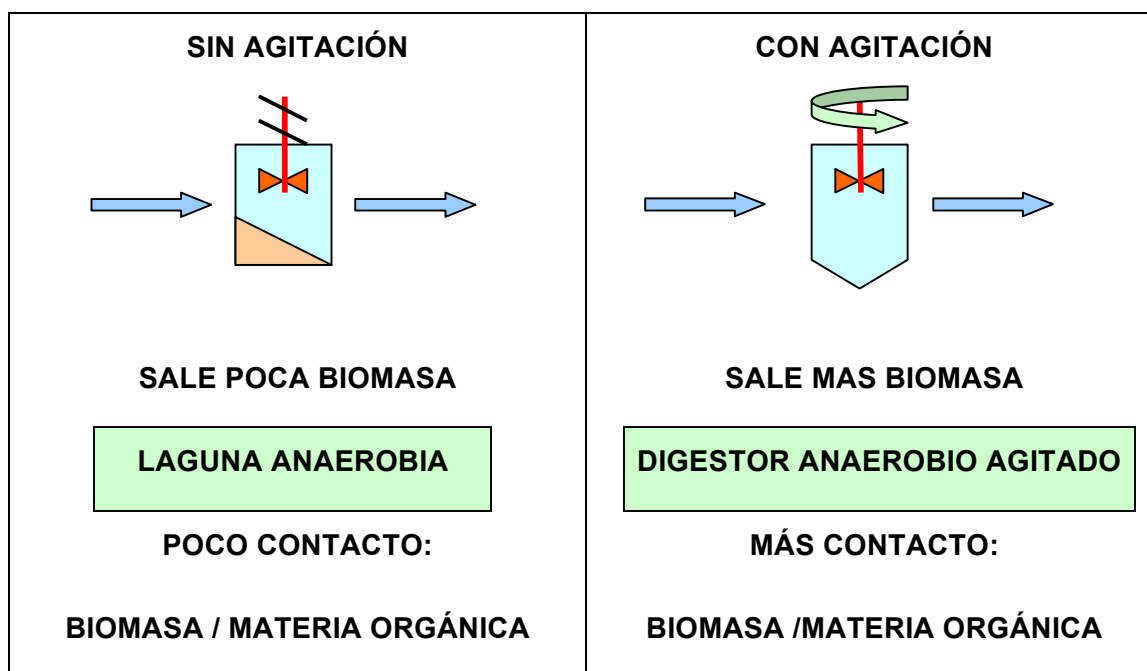 SIN AGITACIÓN
SALE POCA BIOMASA
LAGUNA ANAEROBIA
POCO CONTACTO:
BIOMASA / MATERIA ORGÁNICA
CON AGITACIÓN
SALE MAS BIOMASA
DIGESTOR ANAEROBIO AGITADO
MÁS CONTACTO:
BIOMASA /MATERIA ORGÁNICA